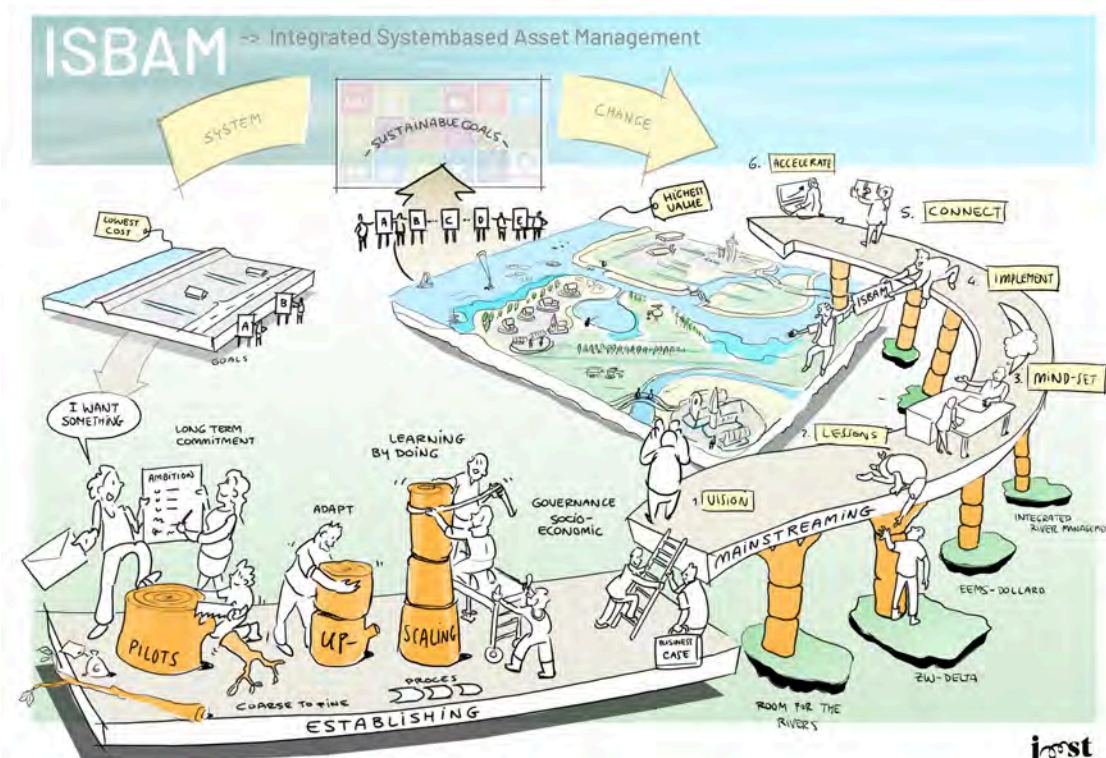 ISBAM -> Integrated Systembased Asset Management
SYSTEM
- SUSTAINABLE GOALS -
CHANGE
LOWEST
COST
A
B
GOALS
A B C D E
HIGHEST
VALUE
6. ACCELERATE
5. CONNECT
4. IMPLEMENT
ISBAM
3. MIND-SET
2. LESSONS
1. VISION
I WANT
SOMETHING
LONG TERM
COMMITMENT
AMBITION
ADAPT
LEARNING
BY DOING
GOVERNANCE
SOCIO-
ECONOMIC
PILOTS
UP-
SCALING
BUSINESS
CASE
COARSE TO FINE
PROCES
ESTABLISHING
MAINSTREAMING
INTEGRATED
RIVER MANAGEMEN
EEMS-DOLLARD
ZW-DELTA
ROOM FOR THE
RIVERS